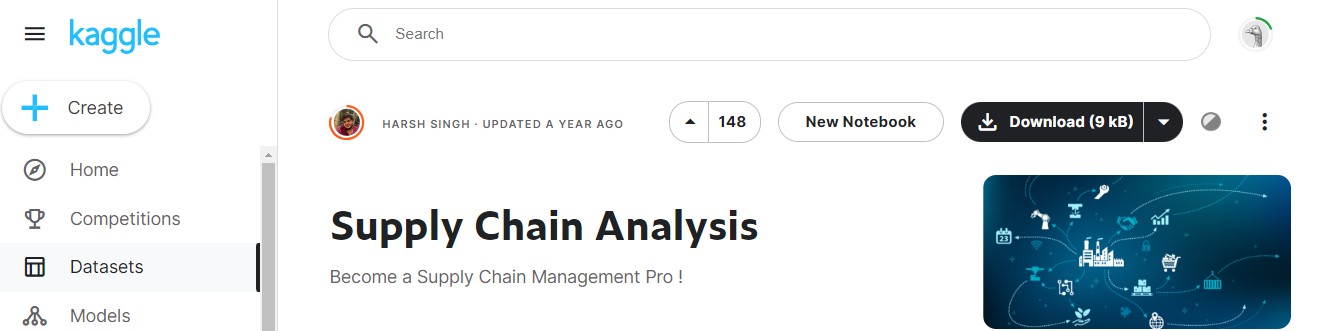 kaggle
Search
Create
HARSH SINGH · UPDATED A YEAR AGO
148
New Notebook
Download (9 kB)
Home
Competitions
Datasets
Models
Supply Chain Analysis
Become a Supply Chain Management Pro !
23